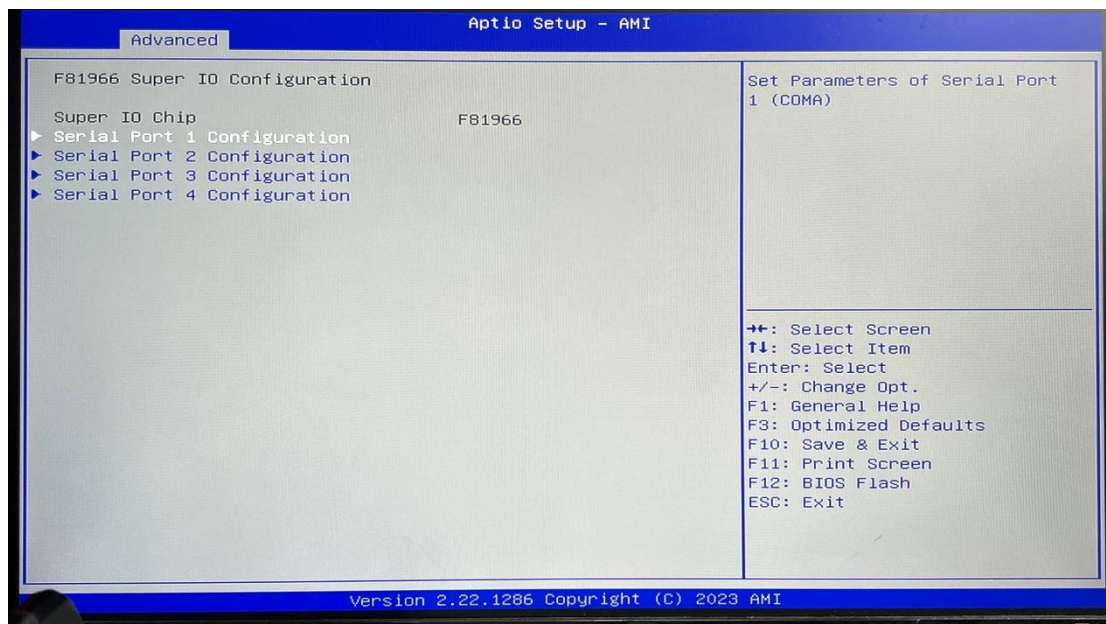 Aptio Setup – AMI
Advanced
F81966 Super IO Configuration
Super IO Chip F81966
▶ Serial Port 1 Configuration
▶ Serial Port 2 Configuration
▶ Serial Port 3 Configuration
▶ Serial Port 4 Configuration
Set Parameters of Serial Port
1 (COMA)
→←: Select Screen
↑↓: Select Item
Enter: Select
+/-: Change Opt.
F1: General Help
F3: Optimized Defaults
F10: Save & Exit
F11: Print Screen
F12: BIOS Flash
ESC: Exit
Version 2.22.1286 Copyright (C) 2023 AMI